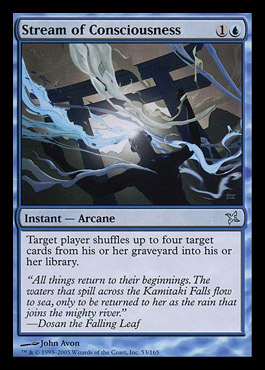 Stream of Consciousness 1
Instant — Arcane
Target player shuffles up to four target
cards from his or her graveyard into his or
her library.
“All things return to their beginnings. The
waters that spill across the Kamitaki Falls flow
to sea, only to be returned to her as the rain that
joins the mighty river.”
—Dosan the Falling Leaf
John Avon
™ & © 1993–2005 Wizards of the Coast, Inc. 53/165